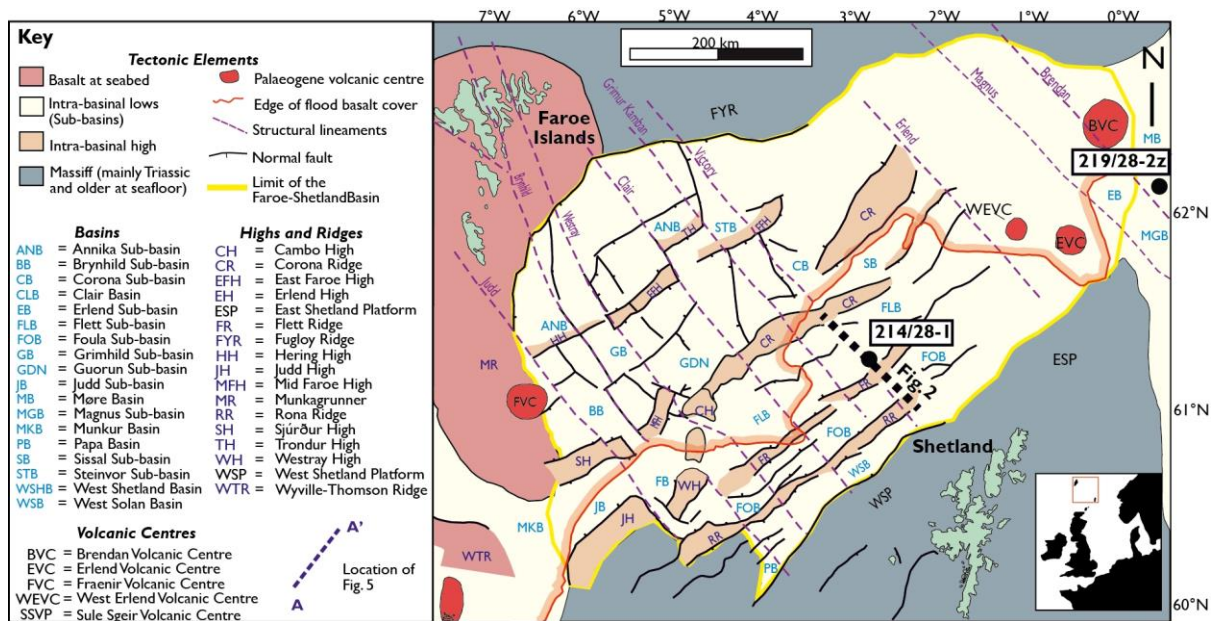 Key
Tectonic Elements
Basalt at seabed
Intra-basinal lows
(Sub-basins)
Intra-basinal high
Massiff (mainly Triassic
and older at seafloor)
Palaeogene volcanic centre
Edge of flood basalt cover
Structural lineaments
Normal fault
Limit of the
Faroe-ShetlandBasin
Basins
ANB = Annika Sub-basin
BB = Brynhild Sub-basin
CB = Corona Sub-basin
CLB = Clair Basin
EB = Erlend Sub-basin
FLB = Flett Sub-basin
FOB = Foula Sub-basin
GB = Grimhild Sub-basin
GDN = Guorun Sub-basin
JB = Judd Sub-basin
MB = Møre Basin
MGB = Magnus Sub-basin
MKB = Munkur Basin
PB = Papa Basin
SB = Sissal Sub-basin
STB = Steinvor Sub-basin
WSHB = West Shetland Basin
WSB = West Solan Basin
Highs and Ridges
CH = Cambo High
CR = Corona Ridge
EFH = East Faroe High
EH = Erlend High
ESP = East Shetland Platform
FR = Flett Ridge
FYR = Fugloy Ridge
HH = Hering High
JH = Judd High
MFH = Mid Faroe High
MR = Munkagrunner
RR = Rona Ridge
SH = Sjúrður High
TH = Trondur High
WH = Westray High
WSP = West Shetland Platform
WTR = Wyville-Thomson Ridge
Volcanic Centres
BVC = Brendan Volcanic Centre
EVC = Erlend Volcanic Centre
FVC = Fraenir Volcanic Centre
WEVC = West Erlend Volcanic Centre
SSVP = Sule Sgeir Volcanic Centre
A'
A
Location of
Fig. 5
7°W 6°W 5°W 4°W 3°W 2°W 1°W 0°W
200 km
N
Faroe
Islands
FYR
Grimur Kamban
Victory
Clair
Westray
Brynhild
Judd
Erlend
Magnus
Brendan
BVC
MB
219/28-2z
EB
62°N
WEVC
EVC
MGB
CR
ANB
TH
STB
EFH
CB
SB
EFH
CR
FLB
214/28-1
ANB
HH
GB
GDN
CR
FOB
ESP
MR
Fig. 2
FR
FVC
BB
MFH
CH
FLB
RR
61°N
FOB
Shetland
SH
FR
WSB
FB
WH
WSP
JB
FOB
MKB
JH
RR
WTR
PB
60°N